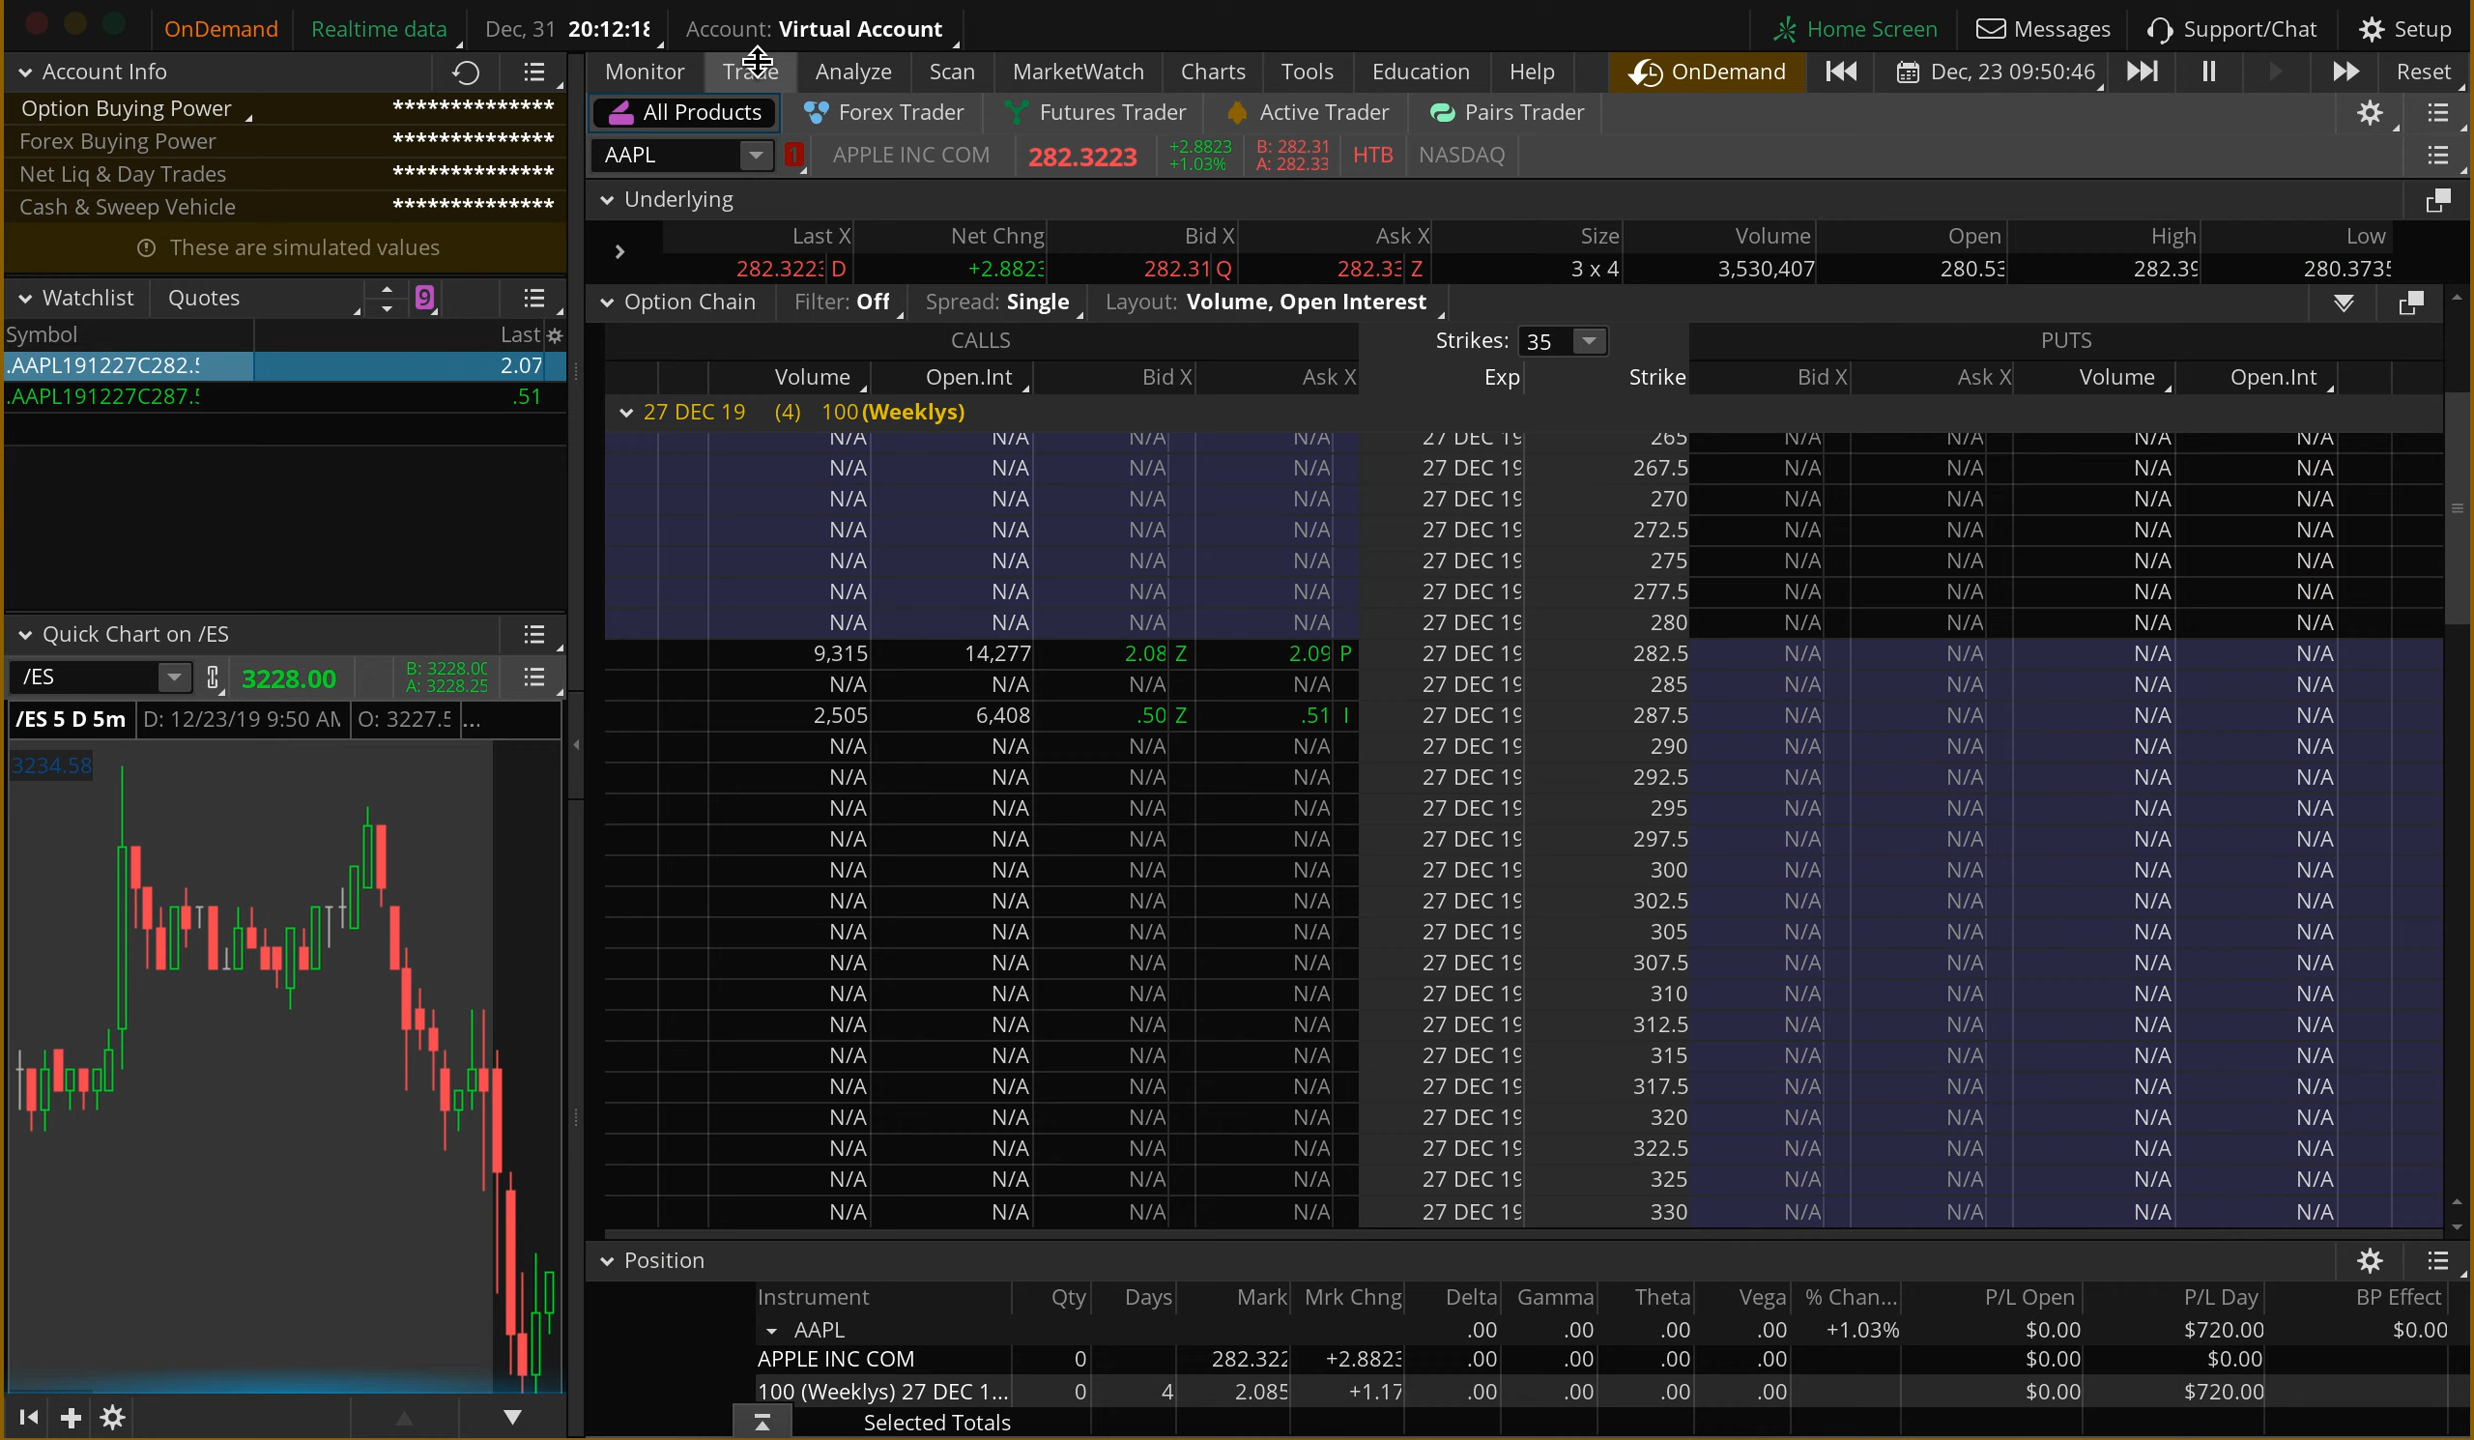 OnDemand Realtime data Dec, 31 20:12:18 Account: Virtual Account Home Screen Messages Support/Chat Setup
Account Info
Monitor Trade Analyze Scan MarketWatch Charts Tools Education Help OnDemand Dec, 23 09:50:46 Reset
Option Buying Power **************
All Products Forex Trader Futures Trader Active Trader Pairs Trader
Forex Buying Power **************
AAPL 1 APPLE INC COM 282.3223 +2.8823 +1.03% B: 282.31 A: 282.33 HTB NASDAQ
Net Liq & Day Trades **************
Cash & Sweep Vehicle **************
These are simulated values
Underlying
Last X Net Chng Bid X Ask X Size Volume Open High Low
282.3223 D +2.8823 282.31 Q 282.33 Z 3 x 4 3,530,407 280.53 282.39 280.3735
Watchlist Quotes 9
Symbol Last
.AAPL191227C282.5 2.07
.AAPL191227C287.5 .51
Option Chain Filter: Off Spread: Single Layout: Volume, Open Interest
CALLS Strikes: 35 PUTS
Volume Open.Int Bid X Ask X Exp Strike Bid X Ask X Volume Open.Int
27 DEC 19 (4) 100 (Weeklys)
N/A N/A N/A N/A 27 DEC 19 265 N/A N/A N/A N/A
N/A N/A N/A N/A 27 DEC 19 267.5 N/A N/A N/A N/A
N/A N/A N/A N/A 27 DEC 19 270 N/A N/A N/A N/A
N/A N/A N/A N/A 27 DEC 19 272.5 N/A N/A N/A N/A
N/A N/A N/A N/A 27 DEC 19 275 N/A N/A N/A N/A
N/A N/A N/A N/A 27 DEC 19 277.5 N/A N/A N/A N/A
N/A N/A N/A N/A 27 DEC 19 280 N/A N/A N/A N/A
9,315 14,277 2.08 Z 2.09 P 27 DEC 19 282.5 N/A N/A N/A N/A
N/A N/A N/A N/A 27 DEC 19 285 N/A N/A N/A N/A
2,505 6,408 .50 Z .51 I 27 DEC 19 287.5 N/A N/A N/A N/A
N/A N/A N/A N/A 27 DEC 19 290 N/A N/A N/A N/A
N/A N/A N/A N/A 27 DEC 19 292.5 N/A N/A N/A N/A
N/A N/A N/A N/A 27 DEC 19 295 N/A N/A N/A N/A
N/A N/A N/A N/A 27 DEC 19 297.5 N/A N/A N/A N/A
N/A N/A N/A N/A 27 DEC 19 300 N/A N/A N/A N/A
N/A N/A N/A N/A 27 DEC 19 302.5 N/A N/A N/A N/A
N/A N/A N/A N/A 27 DEC 19 305 N/A N/A N/A N/A
N/A N/A N/A N/A 27 DEC 19 307.5 N/A N/A N/A N/A
N/A N/A N/A N/A 27 DEC 19 310 N/A N/A N/A N/A
N/A N/A N/A N/A 27 DEC 19 312.5 N/A N/A N/A N/A
N/A N/A N/A N/A 27 DEC 19 315 N/A N/A N/A N/A
N/A N/A N/A N/A 27 DEC 19 317.5 N/A N/A N/A N/A
N/A N/A N/A N/A 27 DEC 19 320 N/A N/A N/A N/A
N/A N/A N/A N/A 27 DEC 19 322.5 N/A N/A N/A N/A
N/A N/A N/A N/A 27 DEC 19 325 N/A N/A N/A N/A
N/A N/A N/A N/A 27 DEC 19 330 N/A N/A N/A N/A
Quick Chart on /ES
/ES 3228.00 B: 3228.00 A: 3228.25
/ES 5 D 5m D: 12/23/19 9:50 AM O: 3227.5 ...
3234.58
Position
Instrument Qty Days Mark Mrk Chng Delta Gamma Theta Vega % Chan... P/L Open P/L Day BP Effect
AAPL .00 .00 .00 .00 +1.03% $0.00 $720.00 $0.00
APPLE INC COM 0 282.322 +2.8823 .00 .00 .00 .00 $0.00 $0.00
100 (Weeklys) 27 DEC 1... 0 4 2.085 +1.17 .00 .00 .00 .00 $0.00 $720.00
Selected Totals